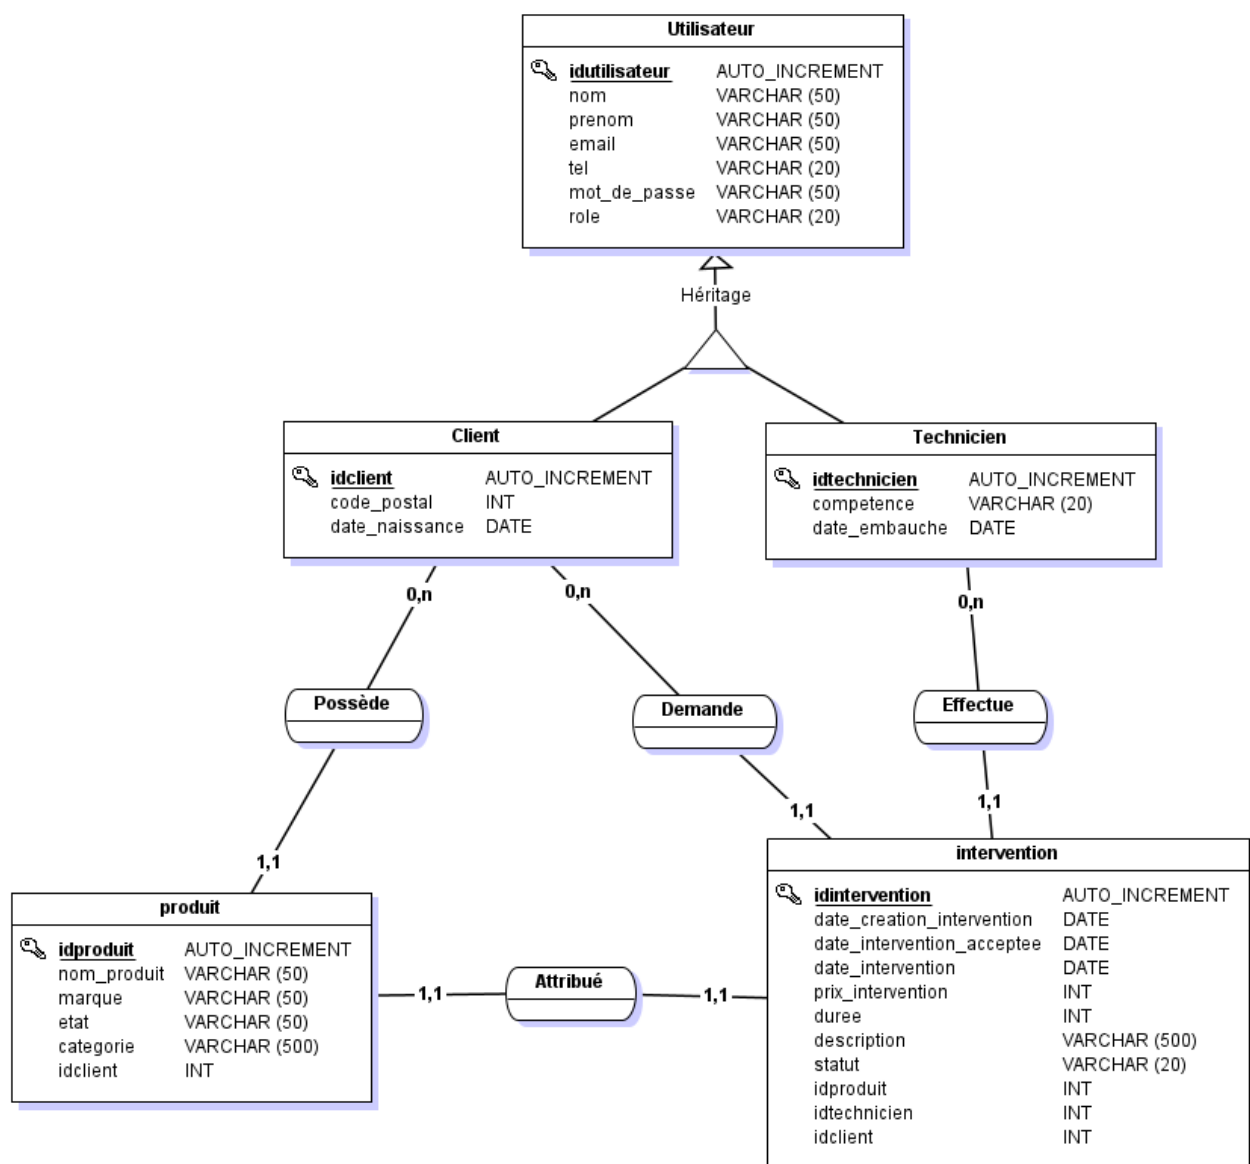 Utilisateur
idutilisateur AUTO_INCREMENT
nom VARCHAR (50)
prenom VARCHAR (50)
email VARCHAR (50)
tel VARCHAR (20)
mot_de_passe VARCHAR (50)
role VARCHAR (20)
Héritage
Client
idclient AUTO_INCREMENT
code_postal INT
date_naissance DATE
Technicien
idtechnicien AUTO_INCREMENT
competence VARCHAR (20)
date_embauche DATE
0,n
0,n
0,n
Possède
Demande
Effectue
1,1
1,1
1,1
produit
idproduit AUTO_INCREMENT
nom_produit VARCHAR (50)
marque VARCHAR (50)
etat VARCHAR (50)
categorie VARCHAR (500)
idclient INT
1,1
Attribué
1,1
intervention
idintervention AUTO_INCREMENT
date_creation_intervention DATE
date_intervention_acceptee DATE
date_intervention DATE
prix_intervention INT
duree INT
description VARCHAR (500)
statut VARCHAR (20)
idproduit INT
idtechnicien INT
idclient INT